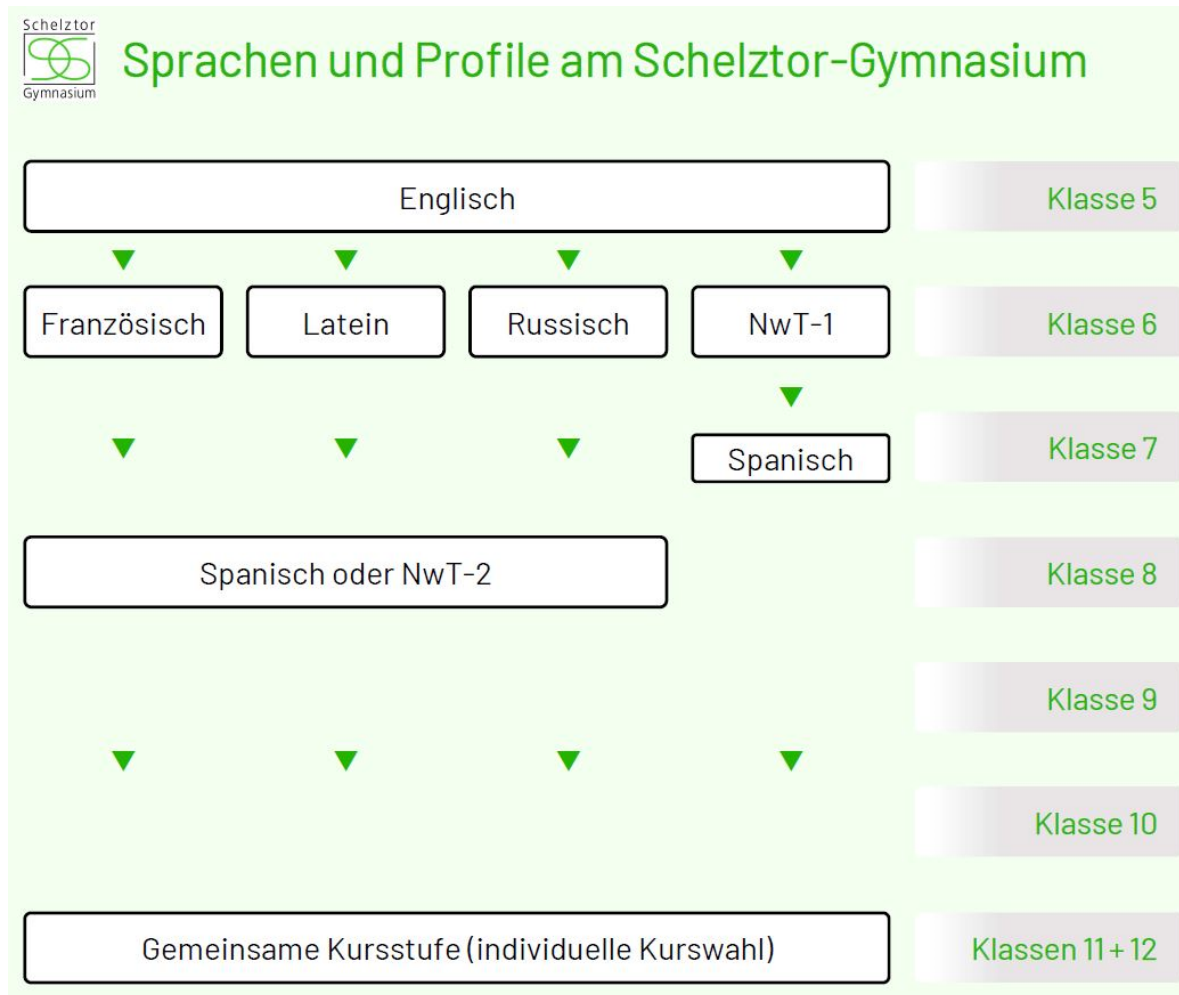 Schelztor
Gymnasium
Sprachen und Profile am Schelztor-Gymnasium
Englisch
Klasse 5
Französisch
Latein
Russisch
NwT-1
Klasse 6
Spanisch
Klasse 7
Spanisch oder NwT-2
Klasse 8
Klasse 9
Klasse 10
Gemeinsame Kursstufe (individuelle Kurswahl)
Klassen 11 + 12